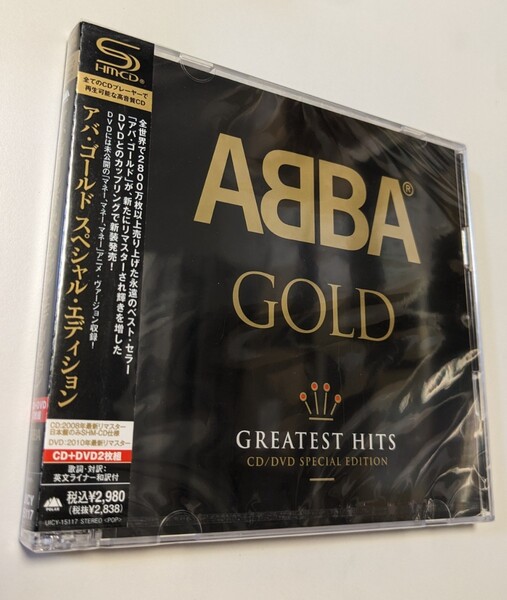 SHM-CD®
全てのCDプレーヤーで
再生可能な高音質CD
全世界で2800万枚以上売り上げた永遠のベスト・セラー
「アバ・ゴールド」が、新たにリマスターされ輝きを増した
DVDとのカップリングで新装発売!
DVDには未公開の「マネー、マネー、マネー」アニメ・ヴァージョン収録!
アバ・ゴールド スペシャル・エディション
CD:2008年最新リマスター
日本盤のみSHM-CD仕様
DVD:2010年最新リマスター
CD+DVD2枚組
歌詞・対訳:
英文ライナー和訳付
税込¥2,980
(税抜¥2,838)
POLAR
UICY-15117 STEREO <POP>
ABBA®
GOLD
GREATEST HITS
CD/DVD SPECIAL EDITION